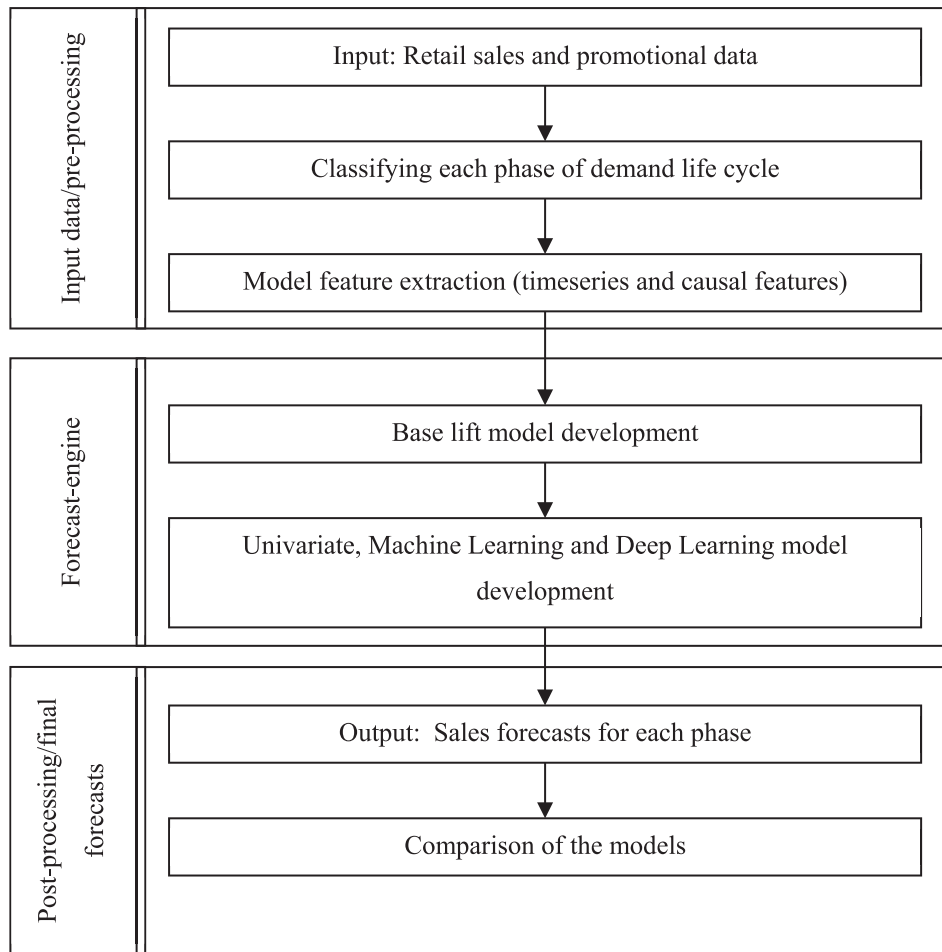 Input data/pre-processing
Input: Retail sales and promotional data
Classifying each phase of demand life cycle
Model feature extraction (timeseries and causal features)
Forecast-engine
Base lift model development
Univariate, Machine Learning and Deep Learning model
development
Post-processing/final
forecasts
Output:  Sales forecasts for each phase
Comparison of the models